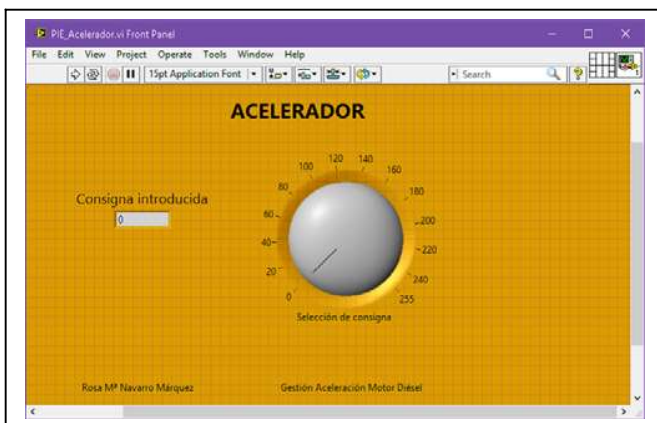 PIE_Acelerador.vi Front Panel
File Edit View Project Operate Tools Window Help
15pt Application Font
Search
ACELERADOR
Consigna introducida
0
0
20
40
60
80
100
120
140
160
180
200
220
240
255
Selección de consigna
Rosa Mª Navarro Márquez
Gestión Aceleración Motor Diésel